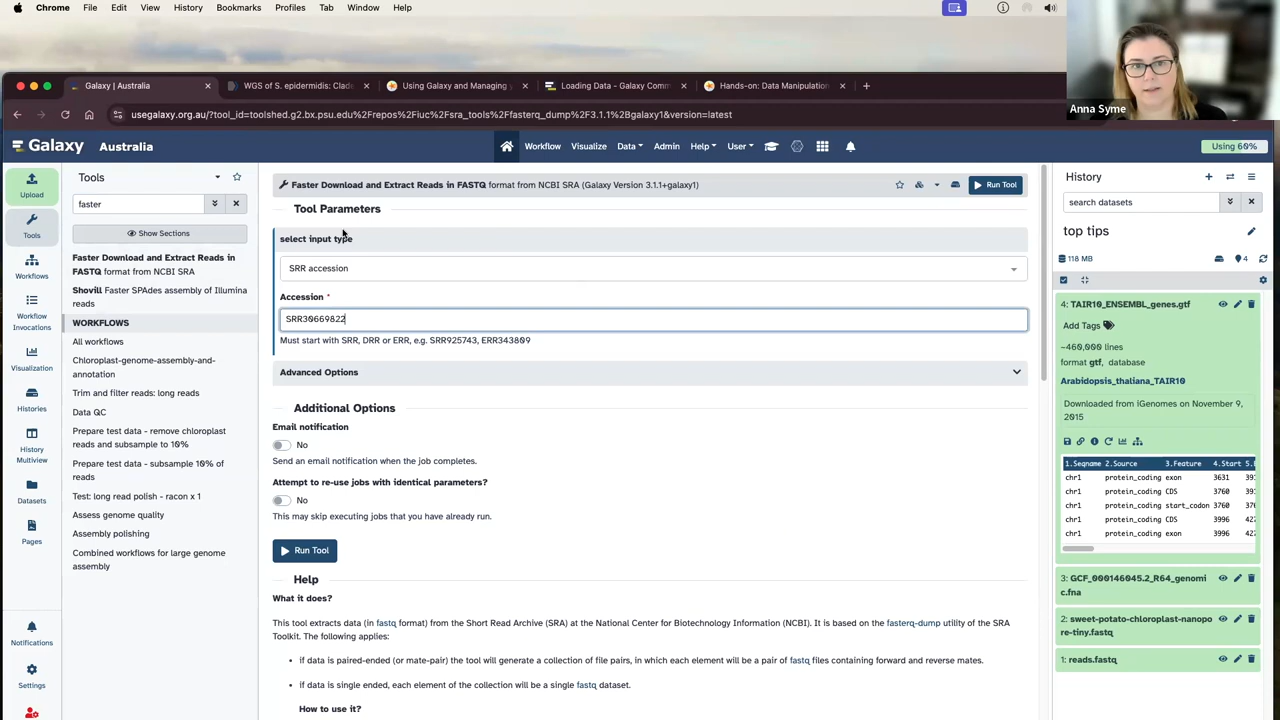 Chrome File Edit View History Bookmarks Profiles Tab Window Help
Anna Syme
Galaxy | Australia
WGS of S. epidermidis: Clade
Using Galaxy and Managing y
Loading Data - Galaxy Comm
Hands-on: Data Manipulation
usegalaxy.org.au/?tool_id=toolshed.g2.bx.psu.edu%2Frepos%2Fiuc%2Fsra_tools%2Ffasterq_dump%2F3.1.1%2Bgalaxy1&version=latest
Galaxy Australia
Workflow Visualize Data Admin Help User
Using 60%
Upload
Tools
Workflows
Workflow
Invocations
Visualization
Histories
History
Multiview
Datasets
Pages
Notifications
Settings
Tools
faster
Show Sections
Faster Download and Extract Reads in
FASTQ format from NCBI SRA
Shovill Faster SPAdes assembly of Illumina
reads
WORKFLOWS
All workflows
Chloroplast-genome-assembly-and-
annotation
Trim and filter reads: long reads
Data QC
Prepare test data - remove chloroplast
reads and subsample to 10%
Prepare test data - subsample 10% of
reads
Test: long read polish - racon x 1
Assess genome quality
Assembly polishing
Combined workflows for large genome
assembly
Faster Download and Extract Reads in FASTQ format from NCBI SRA (Galaxy Version 3.1.1+galaxy1)
Run Tool
Tool Parameters
select input type
SRR accession
Accession *
SRR30669822
Must start with SRR, DRR or ERR, e.g. SRR925743, ERR343809
Advanced Options
Additional Options
Email notification
No
Send an email notification when the job completes.
Attempt to re-use jobs with identical parameters?
No
This may skip executing jobs that you have already run.
Run Tool
Help
What it does?
This tool extracts data (in fastq format) from the Short Read Archive (SRA) at the National Center for Biotechnology Information (NCBI). It is based on the fasterq-dump utility of the SRA
Toolkit. The following applies:
• if data is paired-ended (or mate-pair) the tool will generate a collection of file pairs, in which each element will be a pair of fastq files containing forward and reverse mates.
• if data is single ended, each element of the collection will be a single fastq dataset.
How to use it?
History
search datasets
top tips
118 MB
4
4: TAIR10_ENSEMBL_genes.gtf
Add Tags
~460,000 lines
format gtf, database
Arabidopsis_thaliana_TAIR10
Downloaded from iGenomes on November 9,
2015
1.Seqname 2.Source 3.Feature 4.Start 5.
chr1 protein_coding exon 3631 39
chr1 protein_coding CDS 3760 39
chr1 protein_coding start_codon 3760 37
chr1 protein_coding CDS 3996 42
chr1 protein_coding exon 3996 42
3: GCF_000146045.2_R64_genomi
c.fna
2: sweet-potato-chloroplast-nanopo
re-tiny.fastq
1: reads.fastq